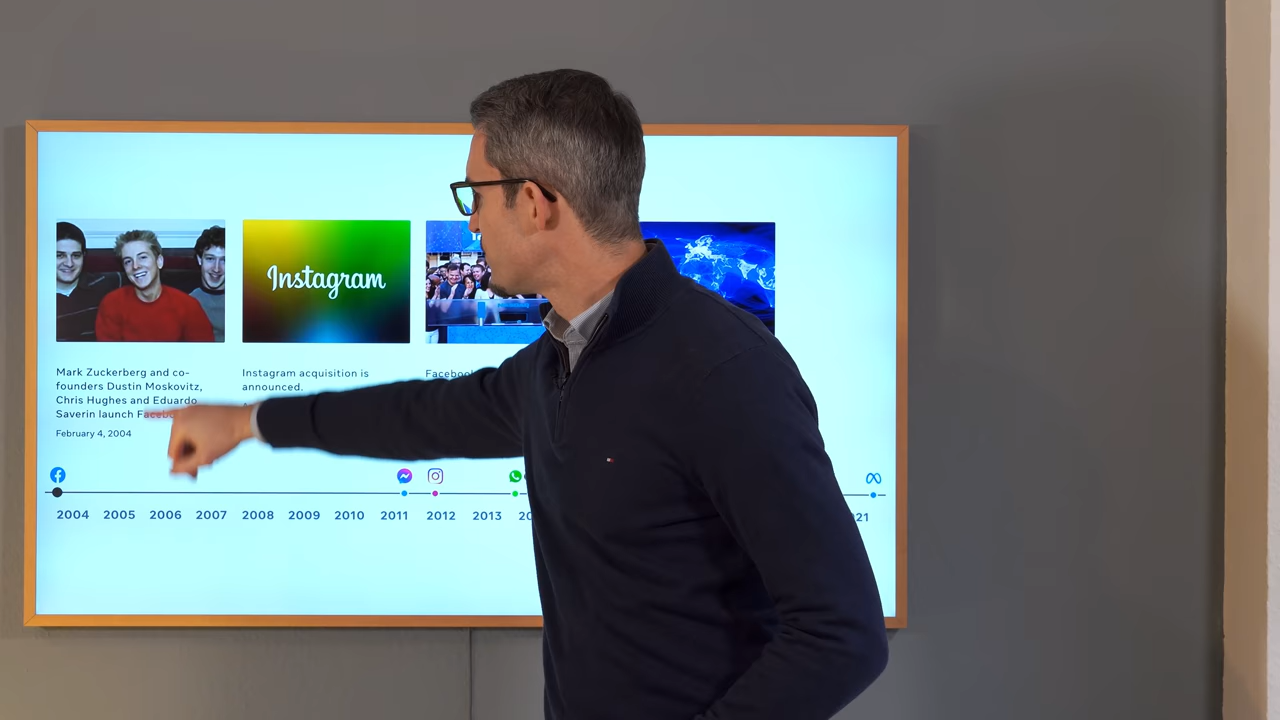 Instagram
Mark Zuckerberg and co-
founders Dustin Moskovitz,
Chris Hughes and Eduardo
Saverin launch
February 4, 2004
Instagram acquisition is
announced.
2004 2005 2006 2007 2008 2009 2010 2011 2012 2013